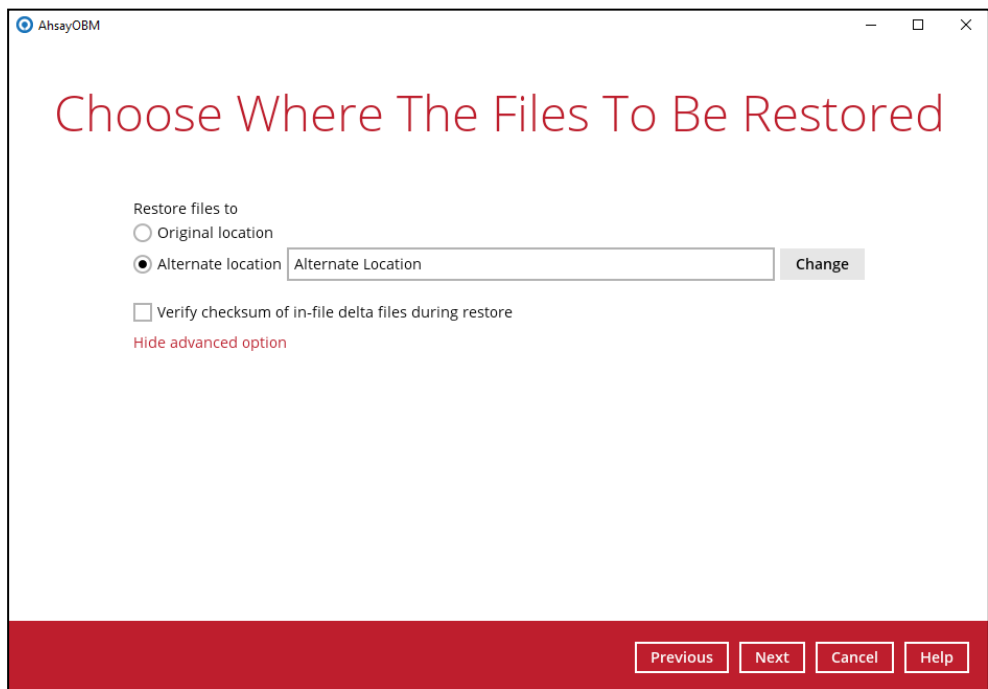 AhsayOBM
Choose Where The Files To Be Restored
Restore files to
Original location
Alternate location Alternate Location Change
Verify checksum of in-file delta files during restore
Hide advanced option
Previous Next Cancel Help